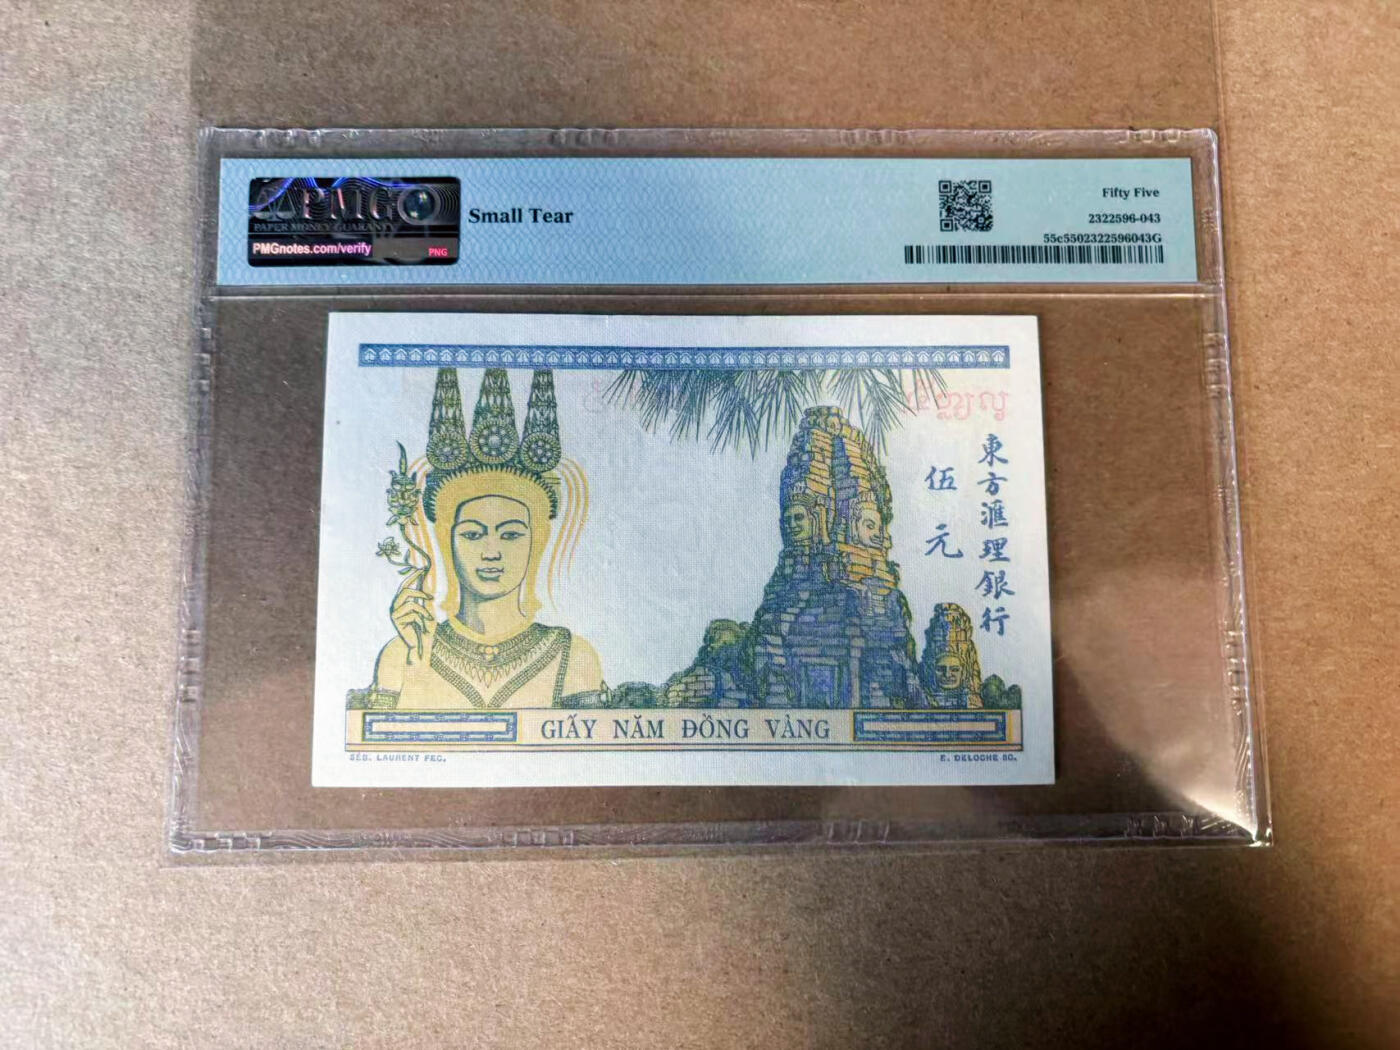 PMG
PAPER MONEY GUARANTY
PMGnotes.com/verify
PNG
Small Tear
Fifty Five
2322596-043
55c5502322596043G
東方滙理銀行
伍元
GIẤY NĂM ĐỒNG VÀNG
SÉB. LAURENT FEC.
E. DELOCHE SC.